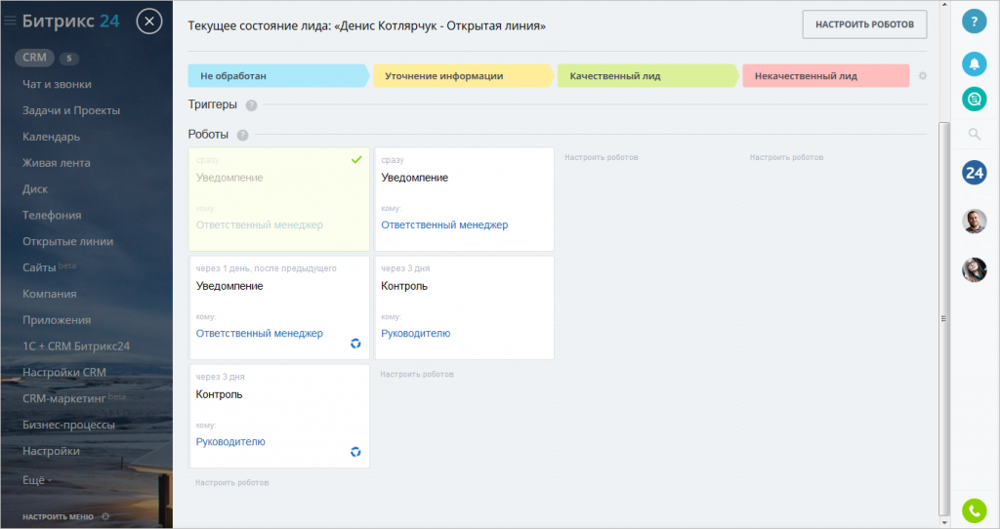 Битрикс 24
CRM 5
Чат и звонки
Задачи и Проекты
Календарь
Живая лента
Диск
Телефония
Открытые линии
Сайты beta
Компания
Приложения
1С + CRM Битрикс24
Настройки CRM
CRM-маркетинг beta
Бизнес-процессы
Настройки
Ещё -
НАСТРОИТЬ МЕНЮ
Текущее состояние лида: «Денис Котлярчук - Открытая линия»
НАСТРОИТЬ РОБОТОВ
Не обработан
Уточнение информации
Качественный лид
Некачественный лид
Триггеры ?
Роботы ?
сразу
Уведомление
кому:
Ответственный менеджер
через 1 день, после предыдущего
Уведомление
кому:
Ответственный менеджер
через 3 дня
Контроль
кому:
Руководителю
Настроить роботов
сразу
Уведомление
кому:
Ответственный менеджер
через 3 дня
Контроль
кому:
Руководителю
Настроить роботов
Настроить роботов
Настроить роботов
?
24